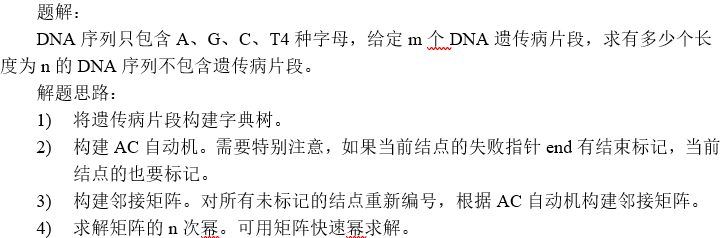 题解：
DNA 序列只包含 A、G、C、T4 种字母，给定 m 个 DNA 遗传病片段，求有多少个长
度为 n 的 DNA 序列不包含遗传病片段。
解题思路：
1) 将遗传病片段构建字典树。
2) 构建 AC 自动机。需要特别注意，如果当前结点的失败指针 end 有结束标记，当前
结点的也要标记。
3) 构建邻接矩阵。对所有未标记的结点重新编号，根据 AC 自动机构建邻接矩阵。
4) 求解矩阵的 n 次幂。可用矩阵快速幂求解。